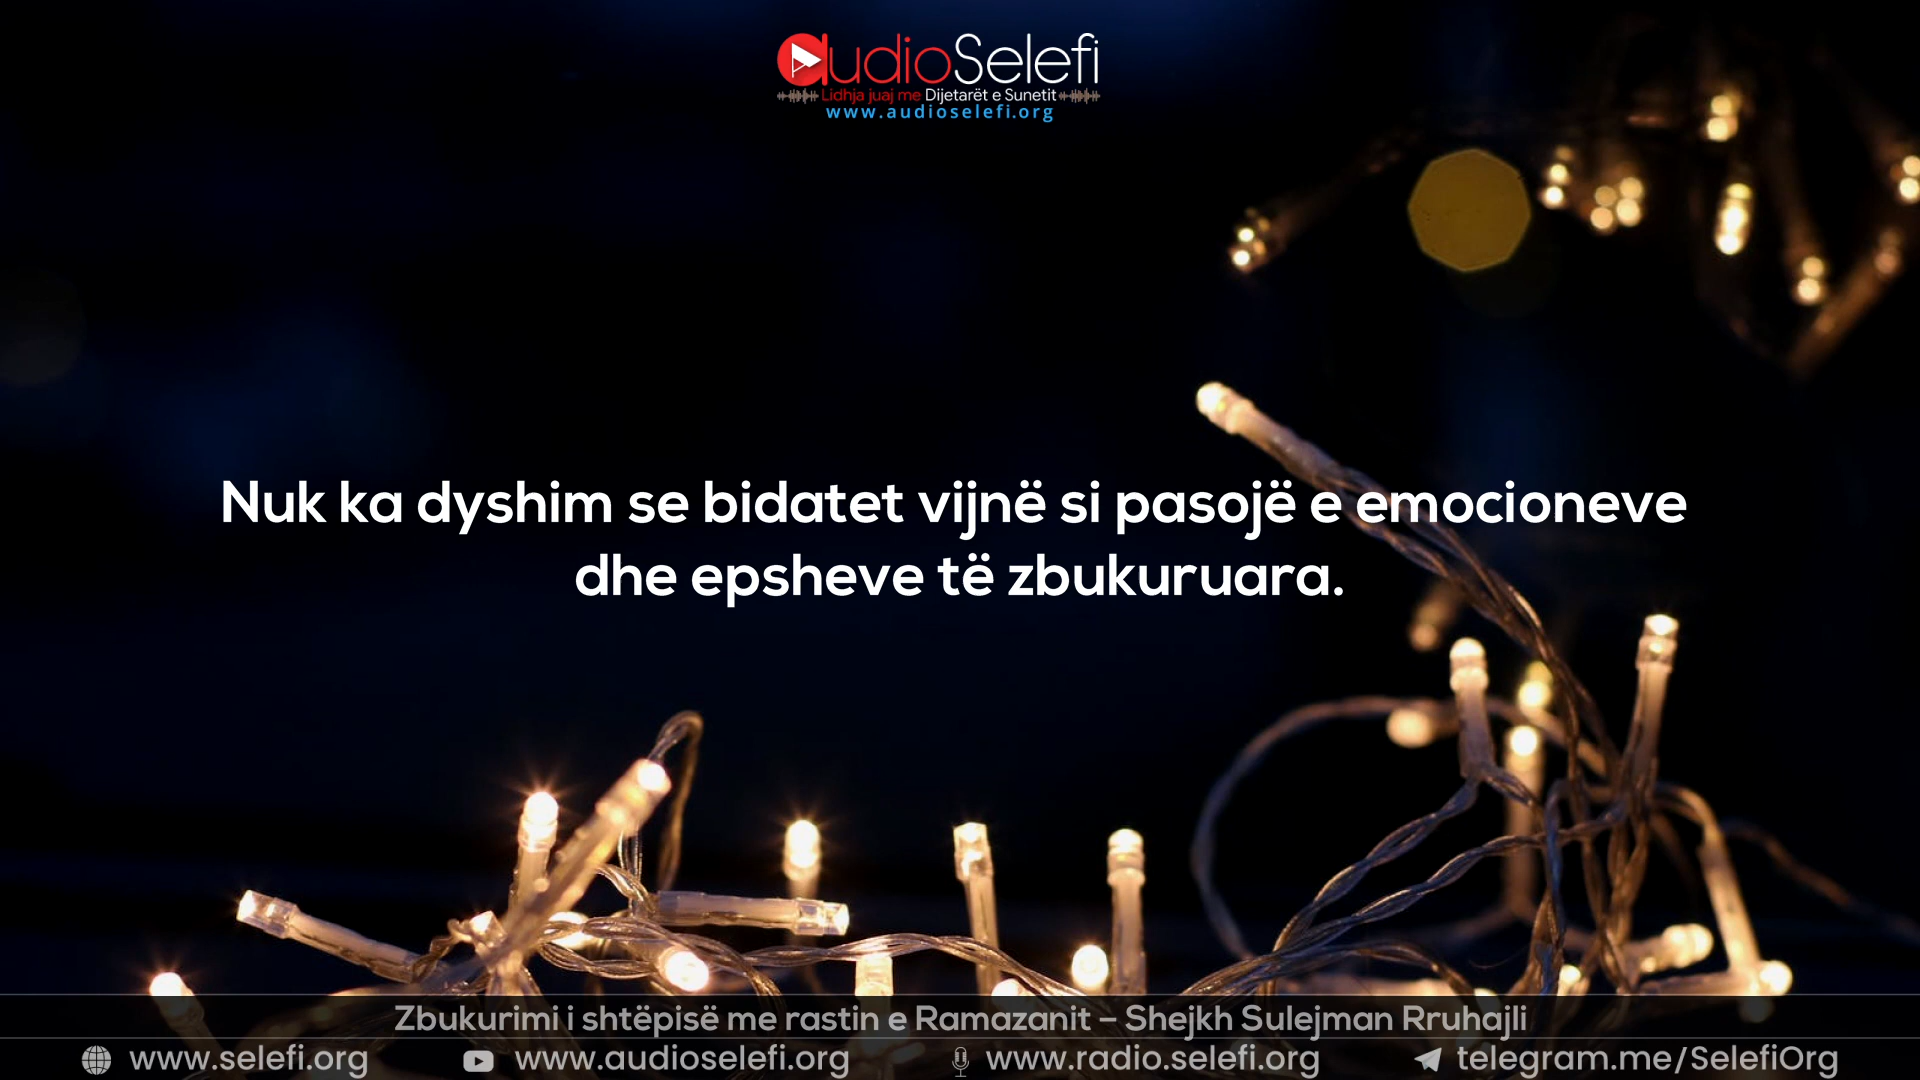 audioSelefi
Lidhja juaj me Dijetarët e Sunetit
www.audioselefi.org
Nuk ka dyshim se bidatet vijnë si pasojë e emocioneve
dhe epsheve të zbukuruara.
Zbukurimi i shtëpisë me rastin e Ramazanit – Shejkh Sulejman Rruhajli
www.selefi.org www.audioselefi.org www.radio.selefi.org telegram.me/SelefiOrg